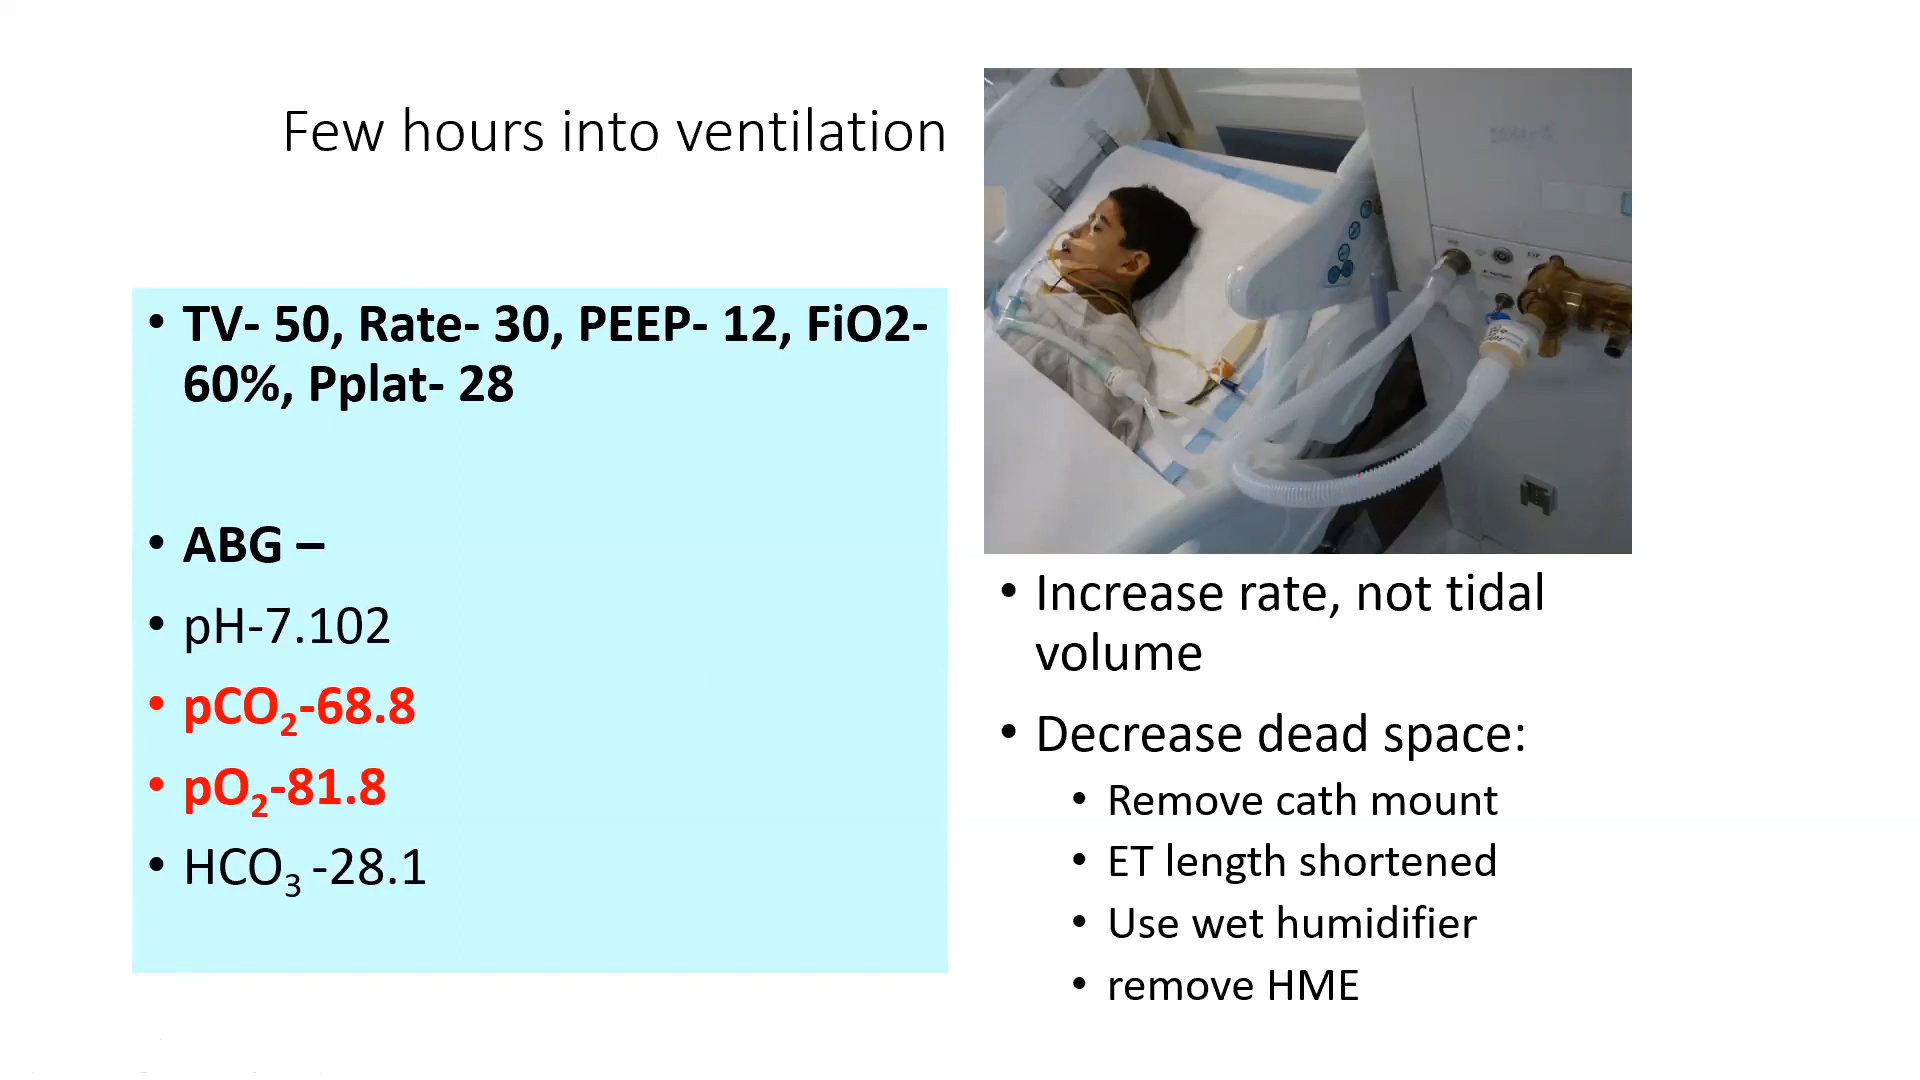 Few hours into ventilation
• TV- 50, Rate- 30, PEEP- 12, FiO2-
60%, Pplat- 28
• ABG –
• pH-7.102
• pCO₂-68.8
• pO₂-81.8
• HCO₃ -28.1
• Increase rate, not tidal
volume
• Decrease dead space:
• Remove cath mount
• ET length shortened
• Use wet humidifier
• remove HME